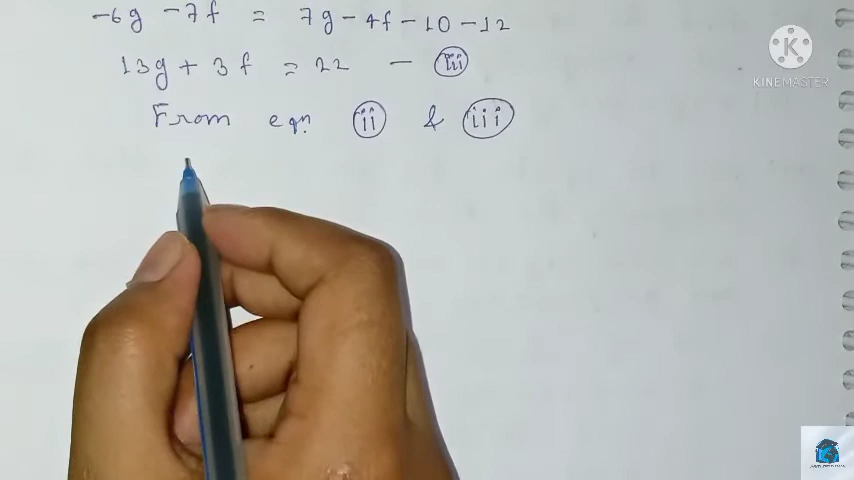 -6g - 7f = 7g - 4f - 10 - 12
13g + 3f = 22 - (iii)
From eqn. (ii) & (iii)
K
KINEMASTER